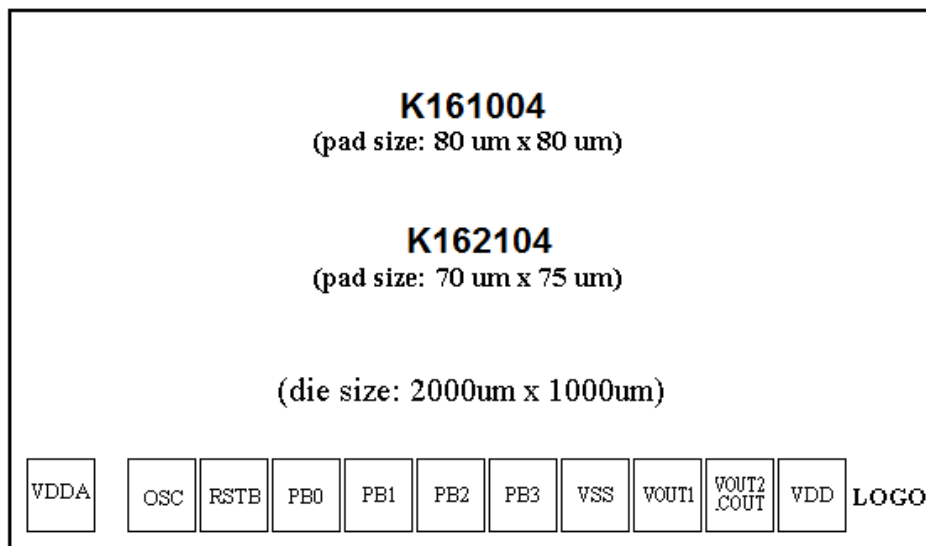 K161004
(pad size: 80 um x 80 um)
K162104
(pad size: 70 um x 75 um)
(die size: 2000um x 1000um)
VDDA
OSC
RSTB
PB0
PB1
PB2
PB3
VSS
VOUT1
VOUT2
.COUT
VDD
LOGO